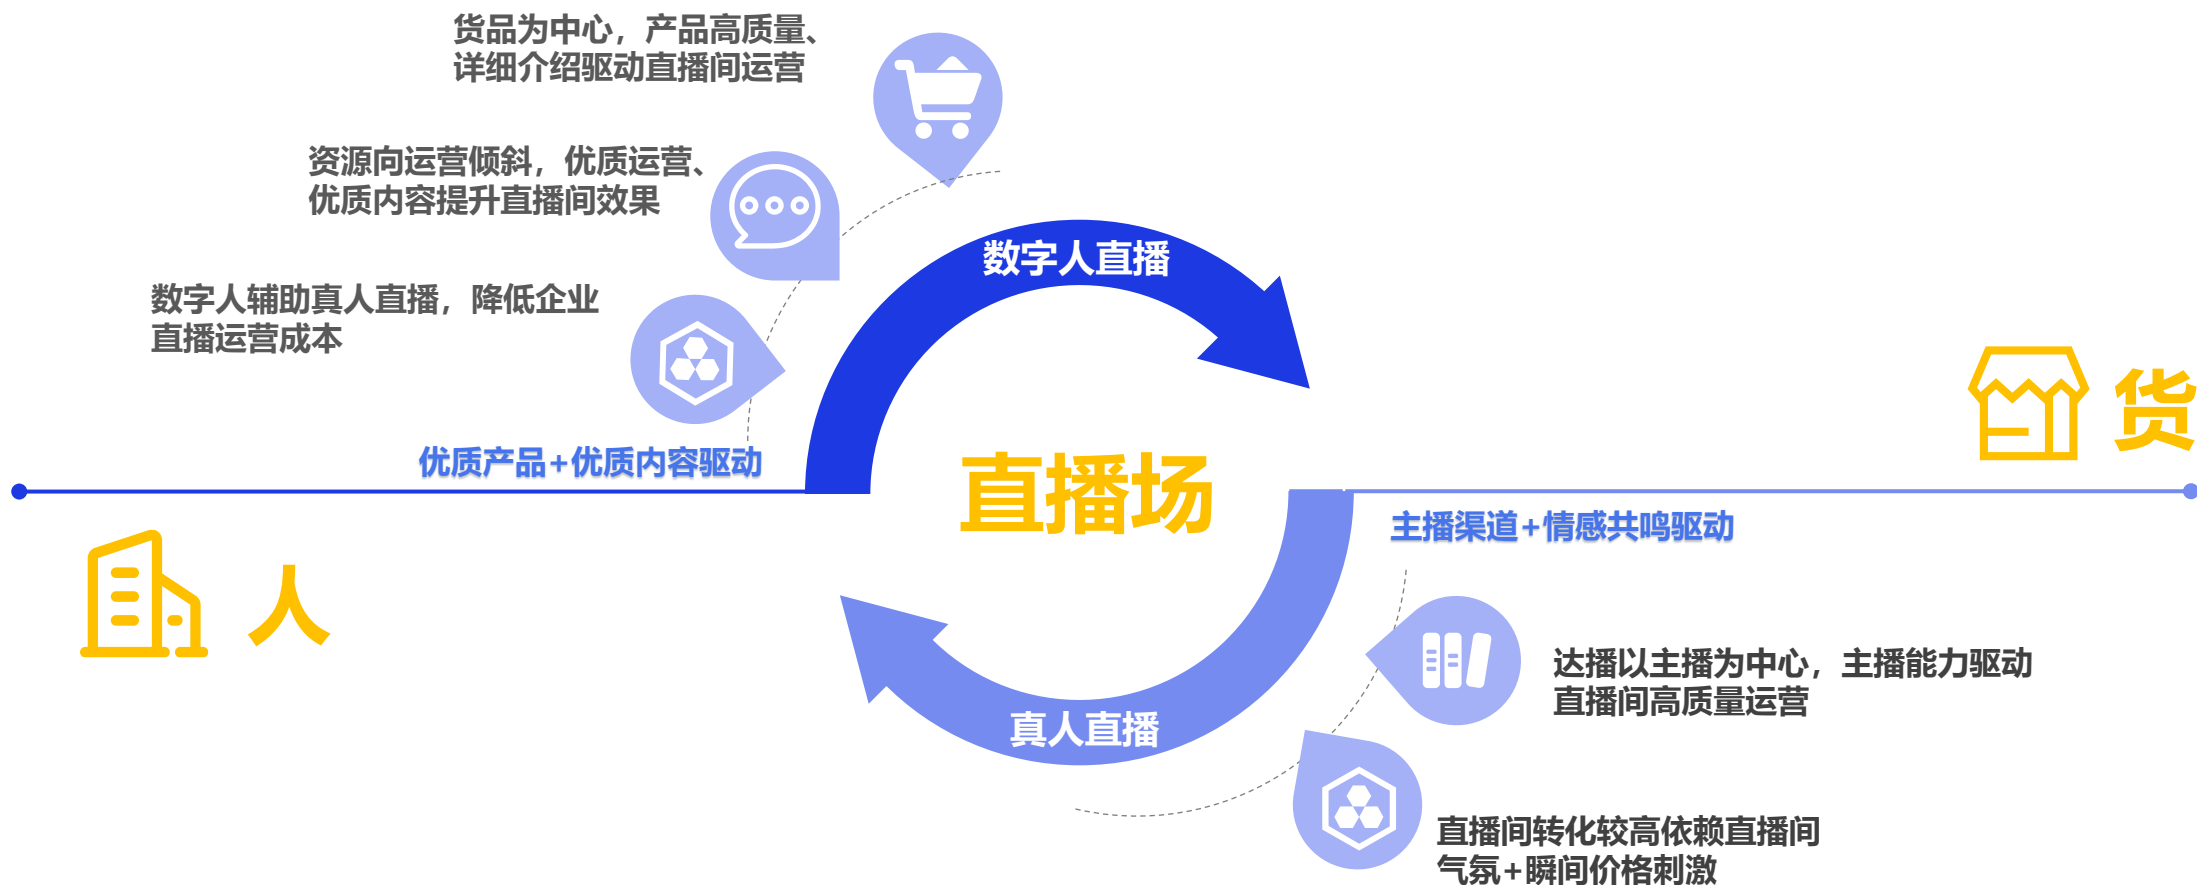 货品为中心，产品高质量、
详细介绍驱动直播间运营
资源向运营倾斜，优质运营、
优质内容提升直播间效果
数字人辅助真人直播，降低企业
直播运营成本
优质产品+优质内容驱动
数字人直播
直播场
真人直播
人
货
主播渠道+情感共鸣驱动
达播以主播为中心，主播能力驱动
直播间高质量运营
直播间转化较高依赖直播间
气氛+瞬间价格刺激